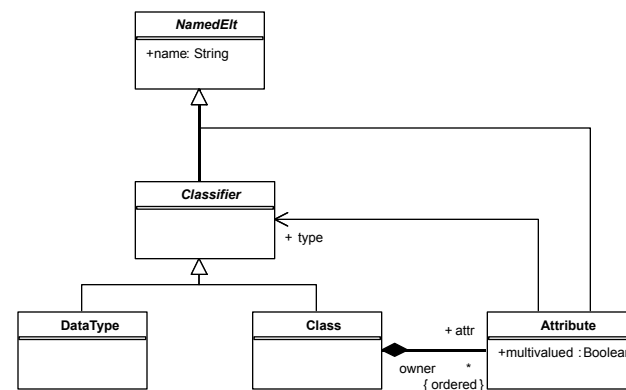 NamedElt
+name: String
Classifier
+ type
DataType
Class
+ attr
Attribute
+multivalued :Boolean
owner *
{ ordered }